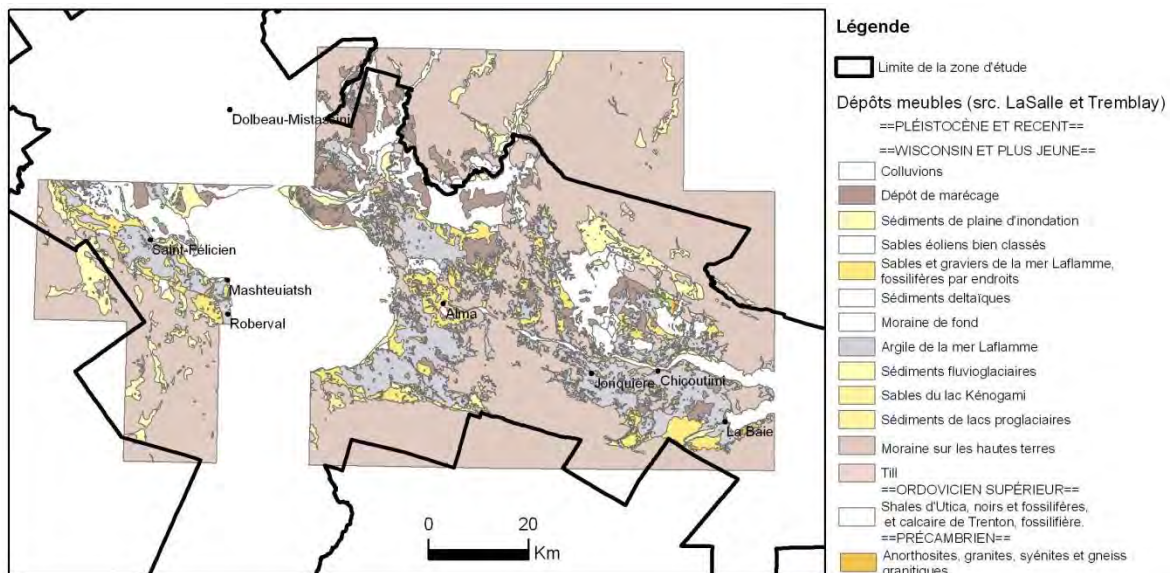 Dolbeau-Mistassini
Saint-Félicien
Mashteuiatsh
Roberval
Alma
Jonquière
Chicoutimi
La Baie
0
20
Km
Légende
Limite de la zone d'étude
Dépôts meubles (src. LaSalle et Tremblay)
==PLÉISTOCÈNE ET RECENT==
==WISCONSIN ET PLUS JEUNE==
Colluvions
Dépôt de marécage
Sédiments de plaine d'inondation
Sables éoliens bien classés
Sables et graviers de la mer Laflamme,
fossilifères par endroits
Sédiments deltaïques
Moraine de fond
Argile de la mer Laflamme
Sédiments fluvioglaciaires
Sables du lac Kénogami
Sédiments de lacs proglaciaires
Moraine sur les hautes terres
Till
==ORDOVICIEN SUPÉRIEUR==
Shales d'Utica, noirs et fossilifères,
et calcaire de Trenton, fossilifière.
==PRÉCAMBRIEN==
Anorthosites, granites, syénites et gneiss
granitiques